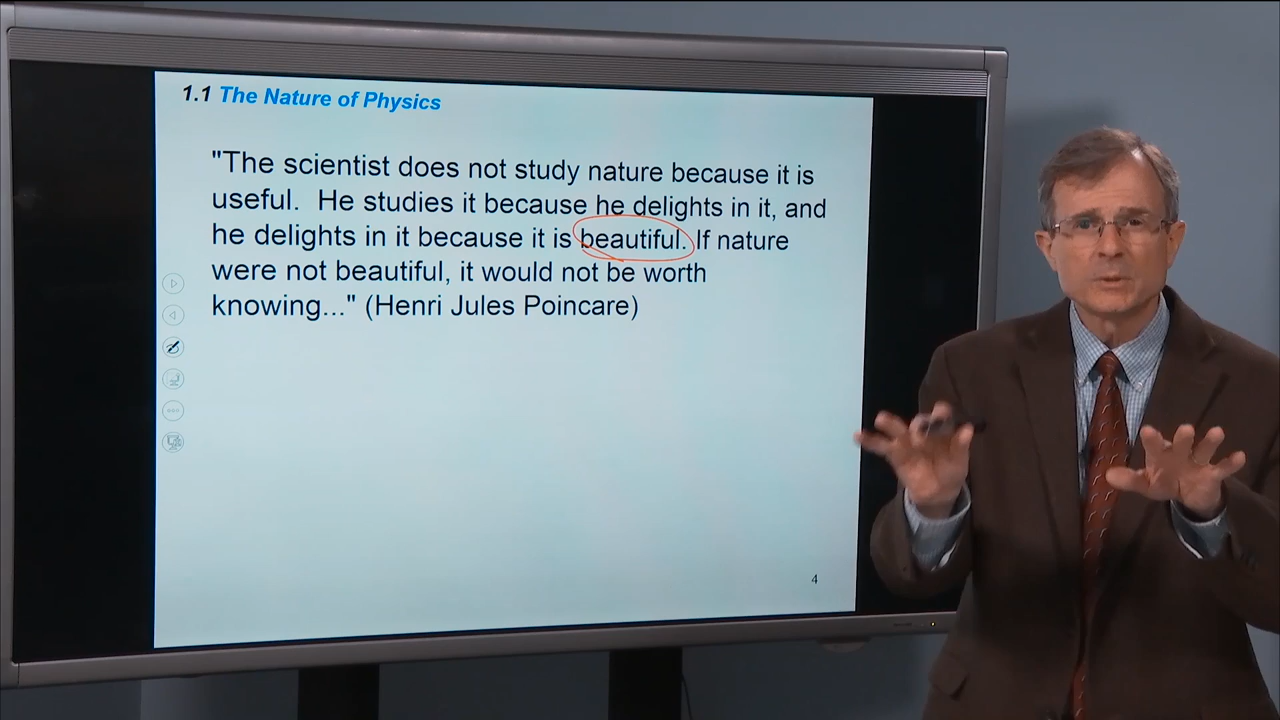 1.1 The Nature of Physics
"The scientist does not study nature because it is
useful. He studies it because he delights in it, and
he delights in it because it is beautiful. If nature
were not beautiful, it would not be worth
knowing..." (Henri Jules Poincare)
4